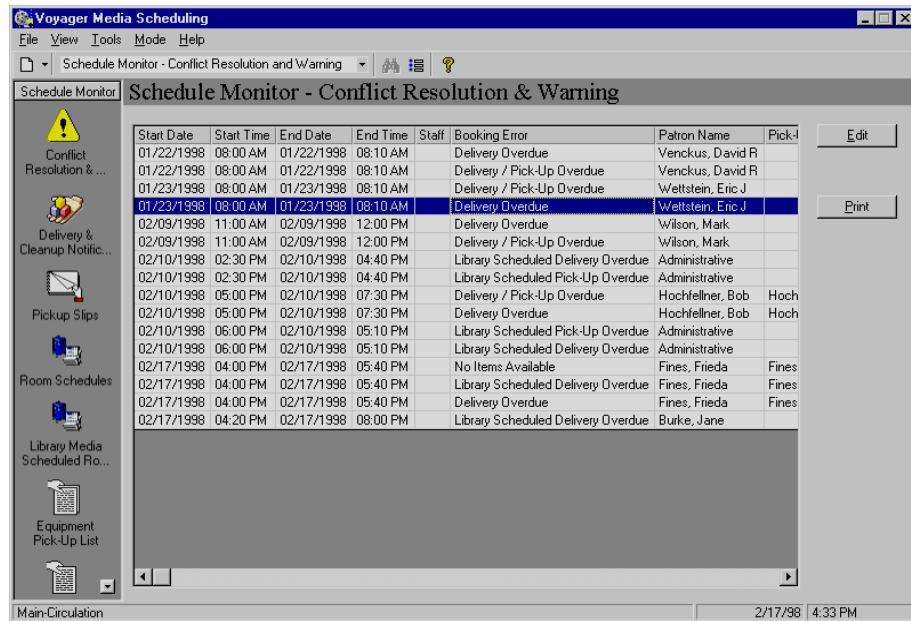 Voyager Media Scheduling
File View Tools Mode Help
Schedule Monitor - Conflict Resolution and Warning
Schedule Monitor
Schedule Monitor - Conflict Resolution & Warning
Conflict
Resolution & ...
Delivery &
Cleanup Notific...
Pickup Slips
Room Schedules
Library Media
Scheduled Ro...
Equipment
Pick-Up List
Start Date Start Time End Date End Time Staff Booking Error Patron Name Pick-
01/22/1998 08:00 AM 01/22/1998 08:10 AM Delivery Overdue Venckus, David R
01/22/1998 08:00 AM 01/22/1998 08:10 AM Delivery / Pick-Up Overdue Venckus, David R
01/23/1998 08:00 AM 01/23/1998 08:10 AM Delivery / Pick-Up Overdue Wettstein, Eric J
01/23/1998 08:00 AM 01/23/1998 08:10 AM Delivery Overdue Wettstein, Eric J
02/09/1998 11:00 AM 02/09/1998 12:00 PM Delivery Overdue Wilson, Mark
02/09/1998 11:00 AM 02/09/1998 12:00 PM Delivery / Pick-Up Overdue Wilson, Mark
02/10/1998 02:30 PM 02/10/1998 04:40 PM Library Scheduled Delivery Overdue Administrative
02/10/1998 02:30 PM 02/10/1998 04:40 PM Library Scheduled Pick-Up Overdue Administrative
02/10/1998 05:00 PM 02/10/1998 07:30 PM Delivery / Pick-Up Overdue Hochfellner, Bob Hoch
02/10/1998 05:00 PM 02/10/1998 07:30 PM Delivery Overdue Hochfellner, Bob Hoch
02/10/1998 06:00 PM 02/10/1998 05:10 PM Library Scheduled Pick-Up Overdue Administrative
02/10/1998 06:00 PM 02/10/1998 05:10 PM Library Scheduled Delivery Overdue Administrative
02/17/1998 04:00 PM 02/17/1998 05:40 PM No Items Available Fines, Frieda Fines
02/17/1998 04:00 PM 02/17/1998 05:40 PM Library Scheduled Delivery Overdue Fines, Frieda Fines
02/17/1998 04:00 PM 02/17/1998 05:40 PM Delivery Overdue Fines, Frieda Fines
02/17/1998 04:20 PM 02/17/1998 08:00 PM Library Scheduled Delivery Overdue Burke, Jane
Edit
Print
Main-Circulation 2/17/98 4:33 PM